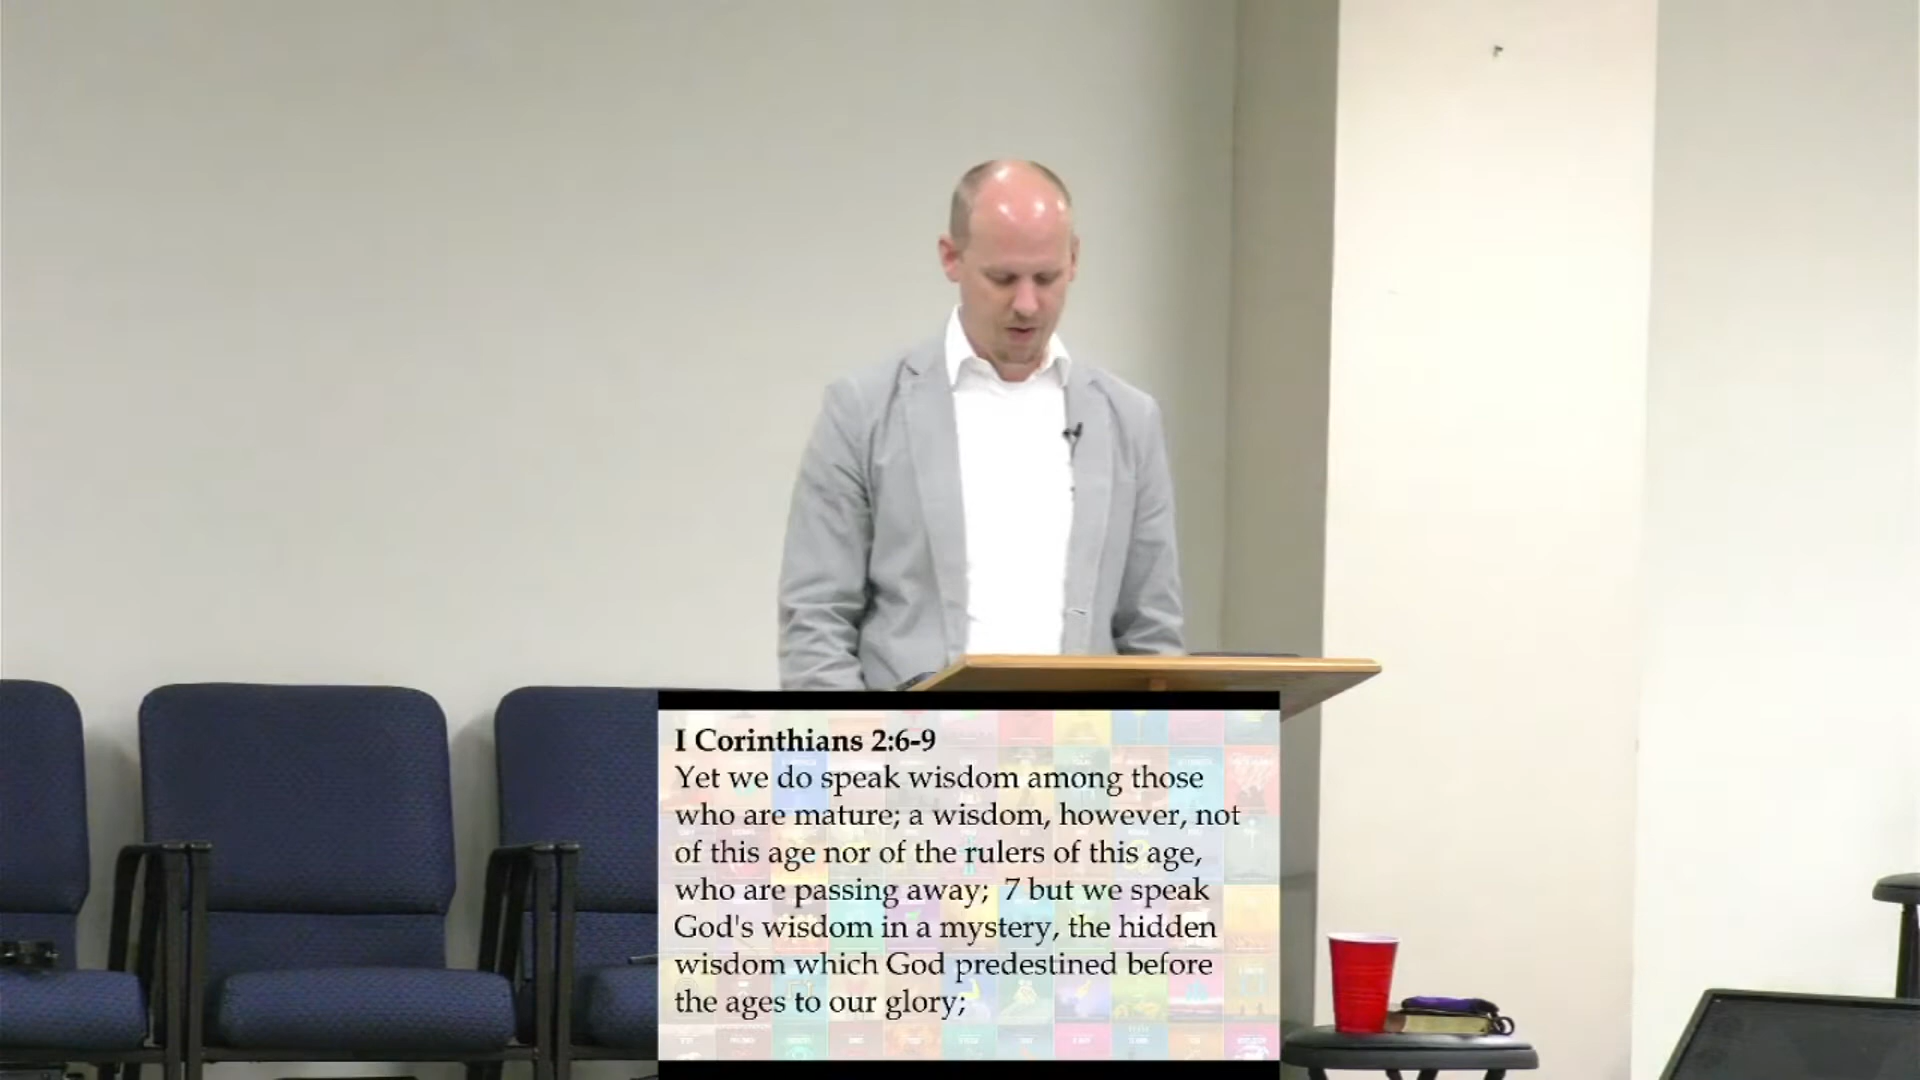 I Corinthians 2:6-9
Yet we do speak wisdom among those
who are mature; a wisdom, however, not
of this age nor of the rulers of this age,
who are passing away;  7 but we speak
God's wisdom in a mystery, the hidden
wisdom which God predestined before
the ages to our glory;